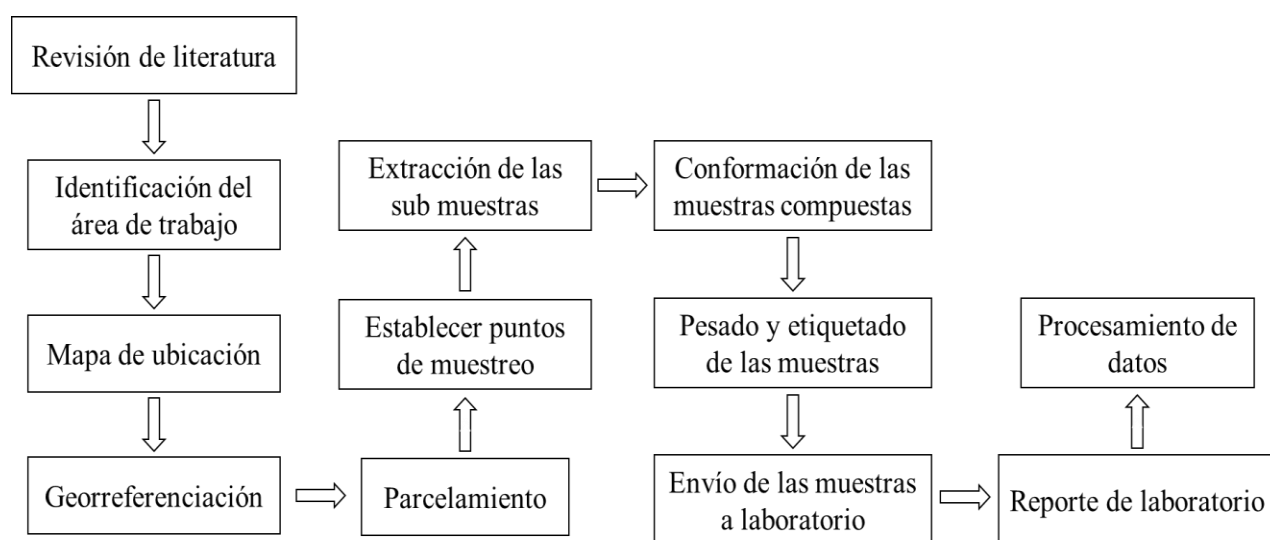 Revisión de literatura
Identificación del
área de trabajo
Mapa de ubicación
Georreferenciación
Parcelamiento
Establecer puntos
de muestreo
Extracción de las
sub muestras
Conformación de las
muestras compuestas
Pesado y etiquetado
de las muestras
Envío de las muestras
a laboratorio
Reporte de laboratorio
Procesamiento de
datos